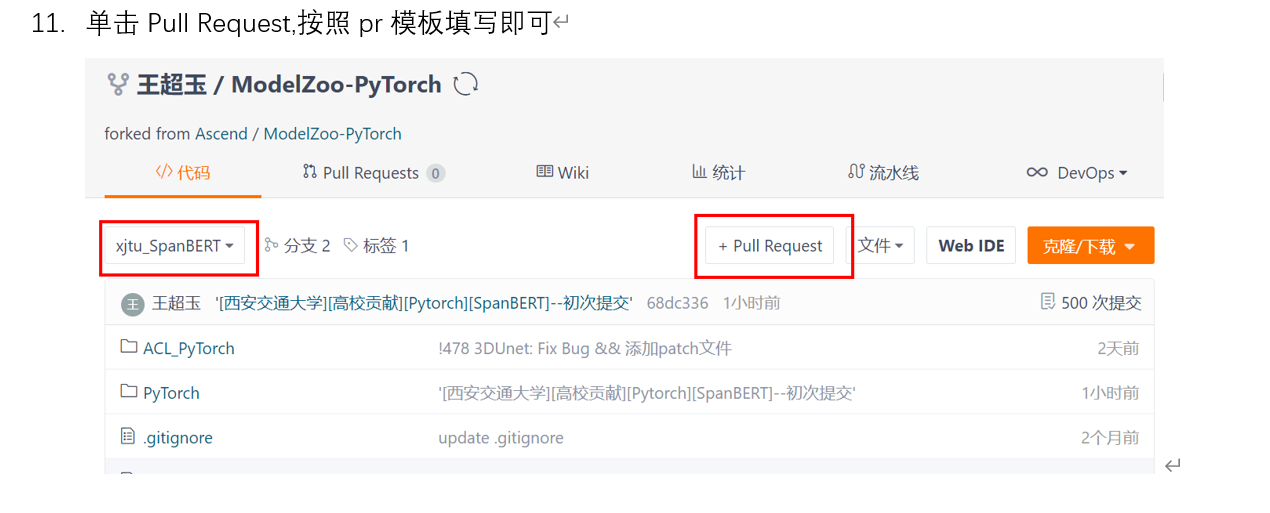 11. 单击 Pull Request,按照 pr 模板填写即可↵
王超玉 / ModelZoo-PyTorch
forked from Ascend / ModelZoo-PyTorch
</> 代码 Pull Requests 0 Wiki 统计 流水线 DevOps
xjtu_SpanBERT 分支 2 标签 1 + Pull Request 文件 Web IDE 克隆/下载
王 王超玉 '[西安交通大学][高校贡献][Pytorch][SpanBERT]--初次提交' 68dc336 1小时前 500 次提交
ACL_PyTorch !478 3DUnet: Fix Bug && 添加patch文件 2天前
PyTorch '[西安交通大学][高校贡献][Pytorch][SpanBERT]--初次提交' 1小时前
.gitignore update .gitignore 2个月前
↵